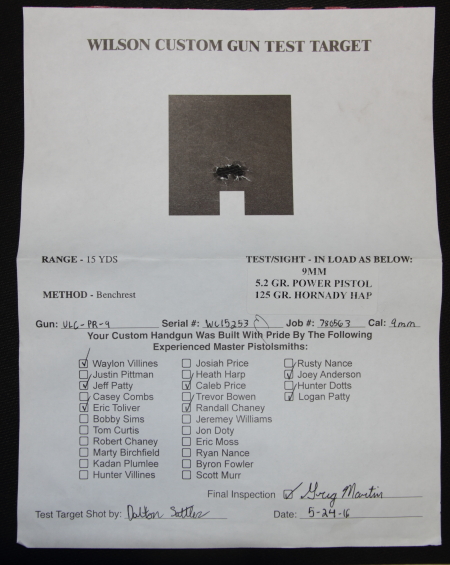 WILSON CUSTOM GUN TEST TARGET
RANGE - 15 YDS
TEST/SIGHT - IN LOAD AS BELOW:
9MM
5.2 GR. POWER PISTOL
METHOD - Benchrest
125 GR. HORNADY HAP
Gun: ULC-PR-9 Serial #: WC15253 Job #: 780563 Cal: 9mm
Your Custom Handgun Was Built With Pride By The Following
Experienced Master Pistolsmiths:
Waylon Villines
Justin Pittman
Jeff Patty
Casey Combs
Eric Toliver
Bobby Sims
Tom Curtis
Robert Chaney
Marty Birchfield
Kadan Plumlee
Hunter Villines
Josiah Price
Heath Harp
Caleb Price
Trevor Bowen
Randall Chaney
Jeremey Williams
Jon Doty
Eric Moss
Ryan Nance
Byron Fowler
Scott Murr
Rusty Nance
Joey Anderson
Hunter Dotts
Logan Patty
Final Inspection Greg Martin
Test Target Shot by: Dalton Date: 5-24-16